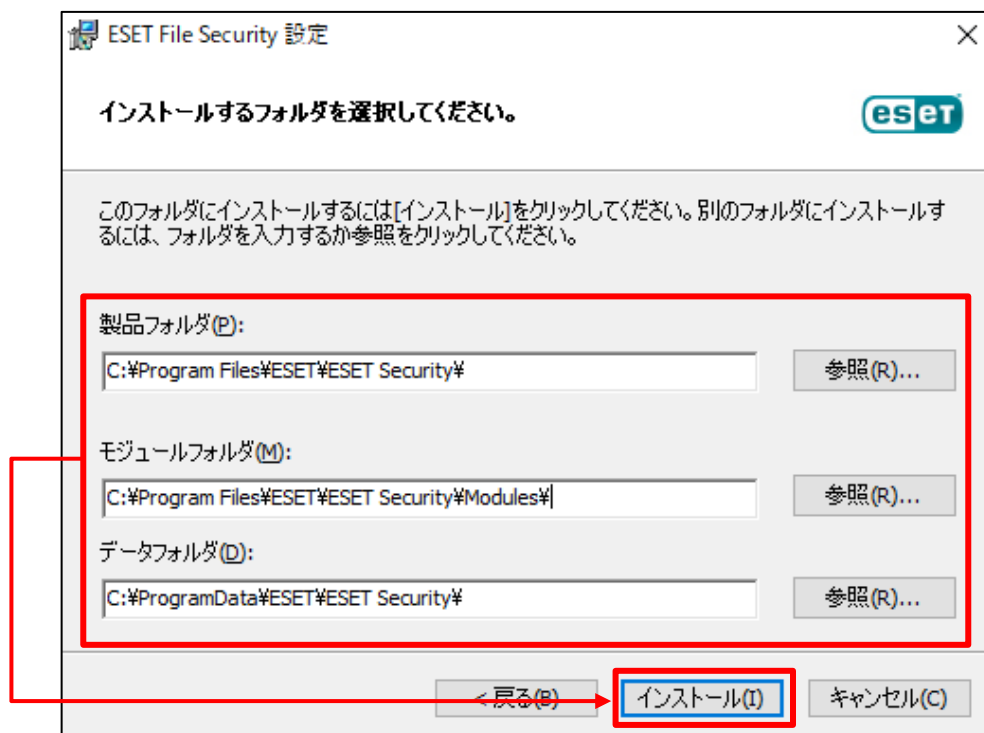 ESET File Security 設定
インストールするフォルダを選択してください。
eset
このフォルダにインストールするには[インストール]をクリックしてください。別のフォルダにインストールす
るには、フォルダを入力するか参照をクリックしてください。
製品フォルダ(P):
C:¥Program Files¥ESET¥ESET Security¥
参照(R)...
モジュールフォルダ(M):
C:¥Program Files¥ESET¥ESET Security¥Modules¥
参照(R)...
データフォルダ(D):
C:¥ProgramData¥ESET¥ESET Security¥
参照(R)...
< 戻る(B)
インストール(I)
キャンセル(C)